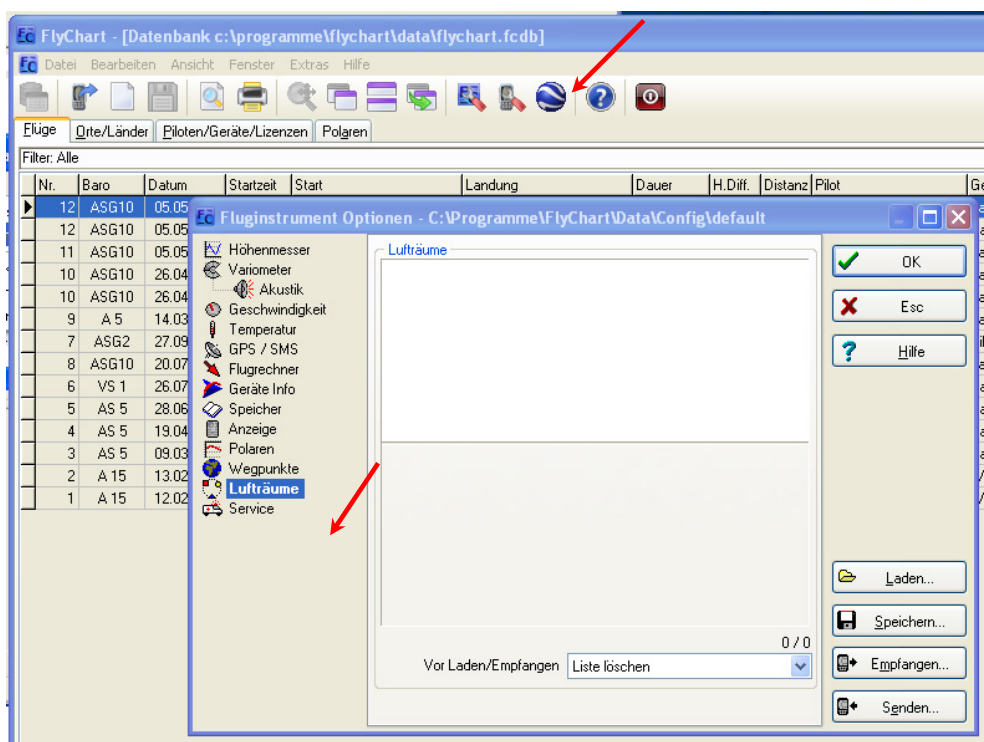 FlyChart - [Datenbank c:\programme\flychart\data\flychart.fcdb]
Datei Bearbeiten Ansicht Fenster Extras Hilfe
Flüge Orte/Länder Piloten/Geräte/Lizenzen Polaren
Filter: Alle
Nr. Baro Datum Startzeit Start Landung Dauer H.Diff. Distanz Pilot
12 ASG10 05.05
12 ASG10 05.05
11 ASG10 05.05
10 ASG10 26.04
10 ASG10 26.04
9 A 5 14.03
7 ASG2 27.09
8 ASG10 20.07
6 VS 1 26.07
5 AS 5 28.06
4 AS 5 19.04
3 AS 5 09.03
2 A 15 13.02
1 A 15 12.02
Fluginstrument Optionen - C:\Programme\FlyChart\Data\Config\default
Höhenmesser
Variometer
Akustik
Geschwindigkeit
Temperatur
GPS / SMS
Flugrechner
Geräte Info
Speicher
Anzeige
Polaren
Wegpunkte
Lufträume
Service
Lufträume
0 / 0
Vor Laden/Empfangen Liste löschen
OK
Esc
Hilfe
Laden...
Speichern...
Empfangen...
Senden...